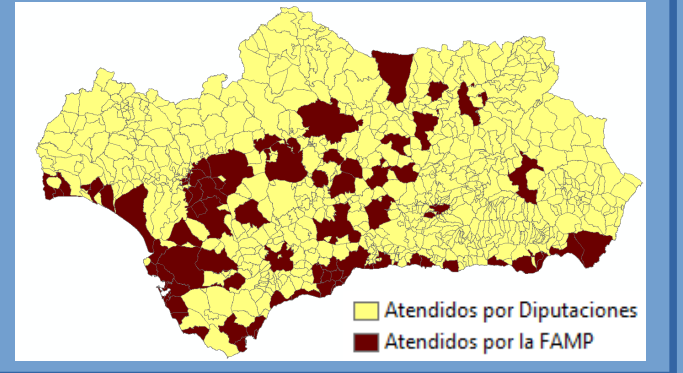 Atendidos por Diputaciones
Atendidos por la FAMP